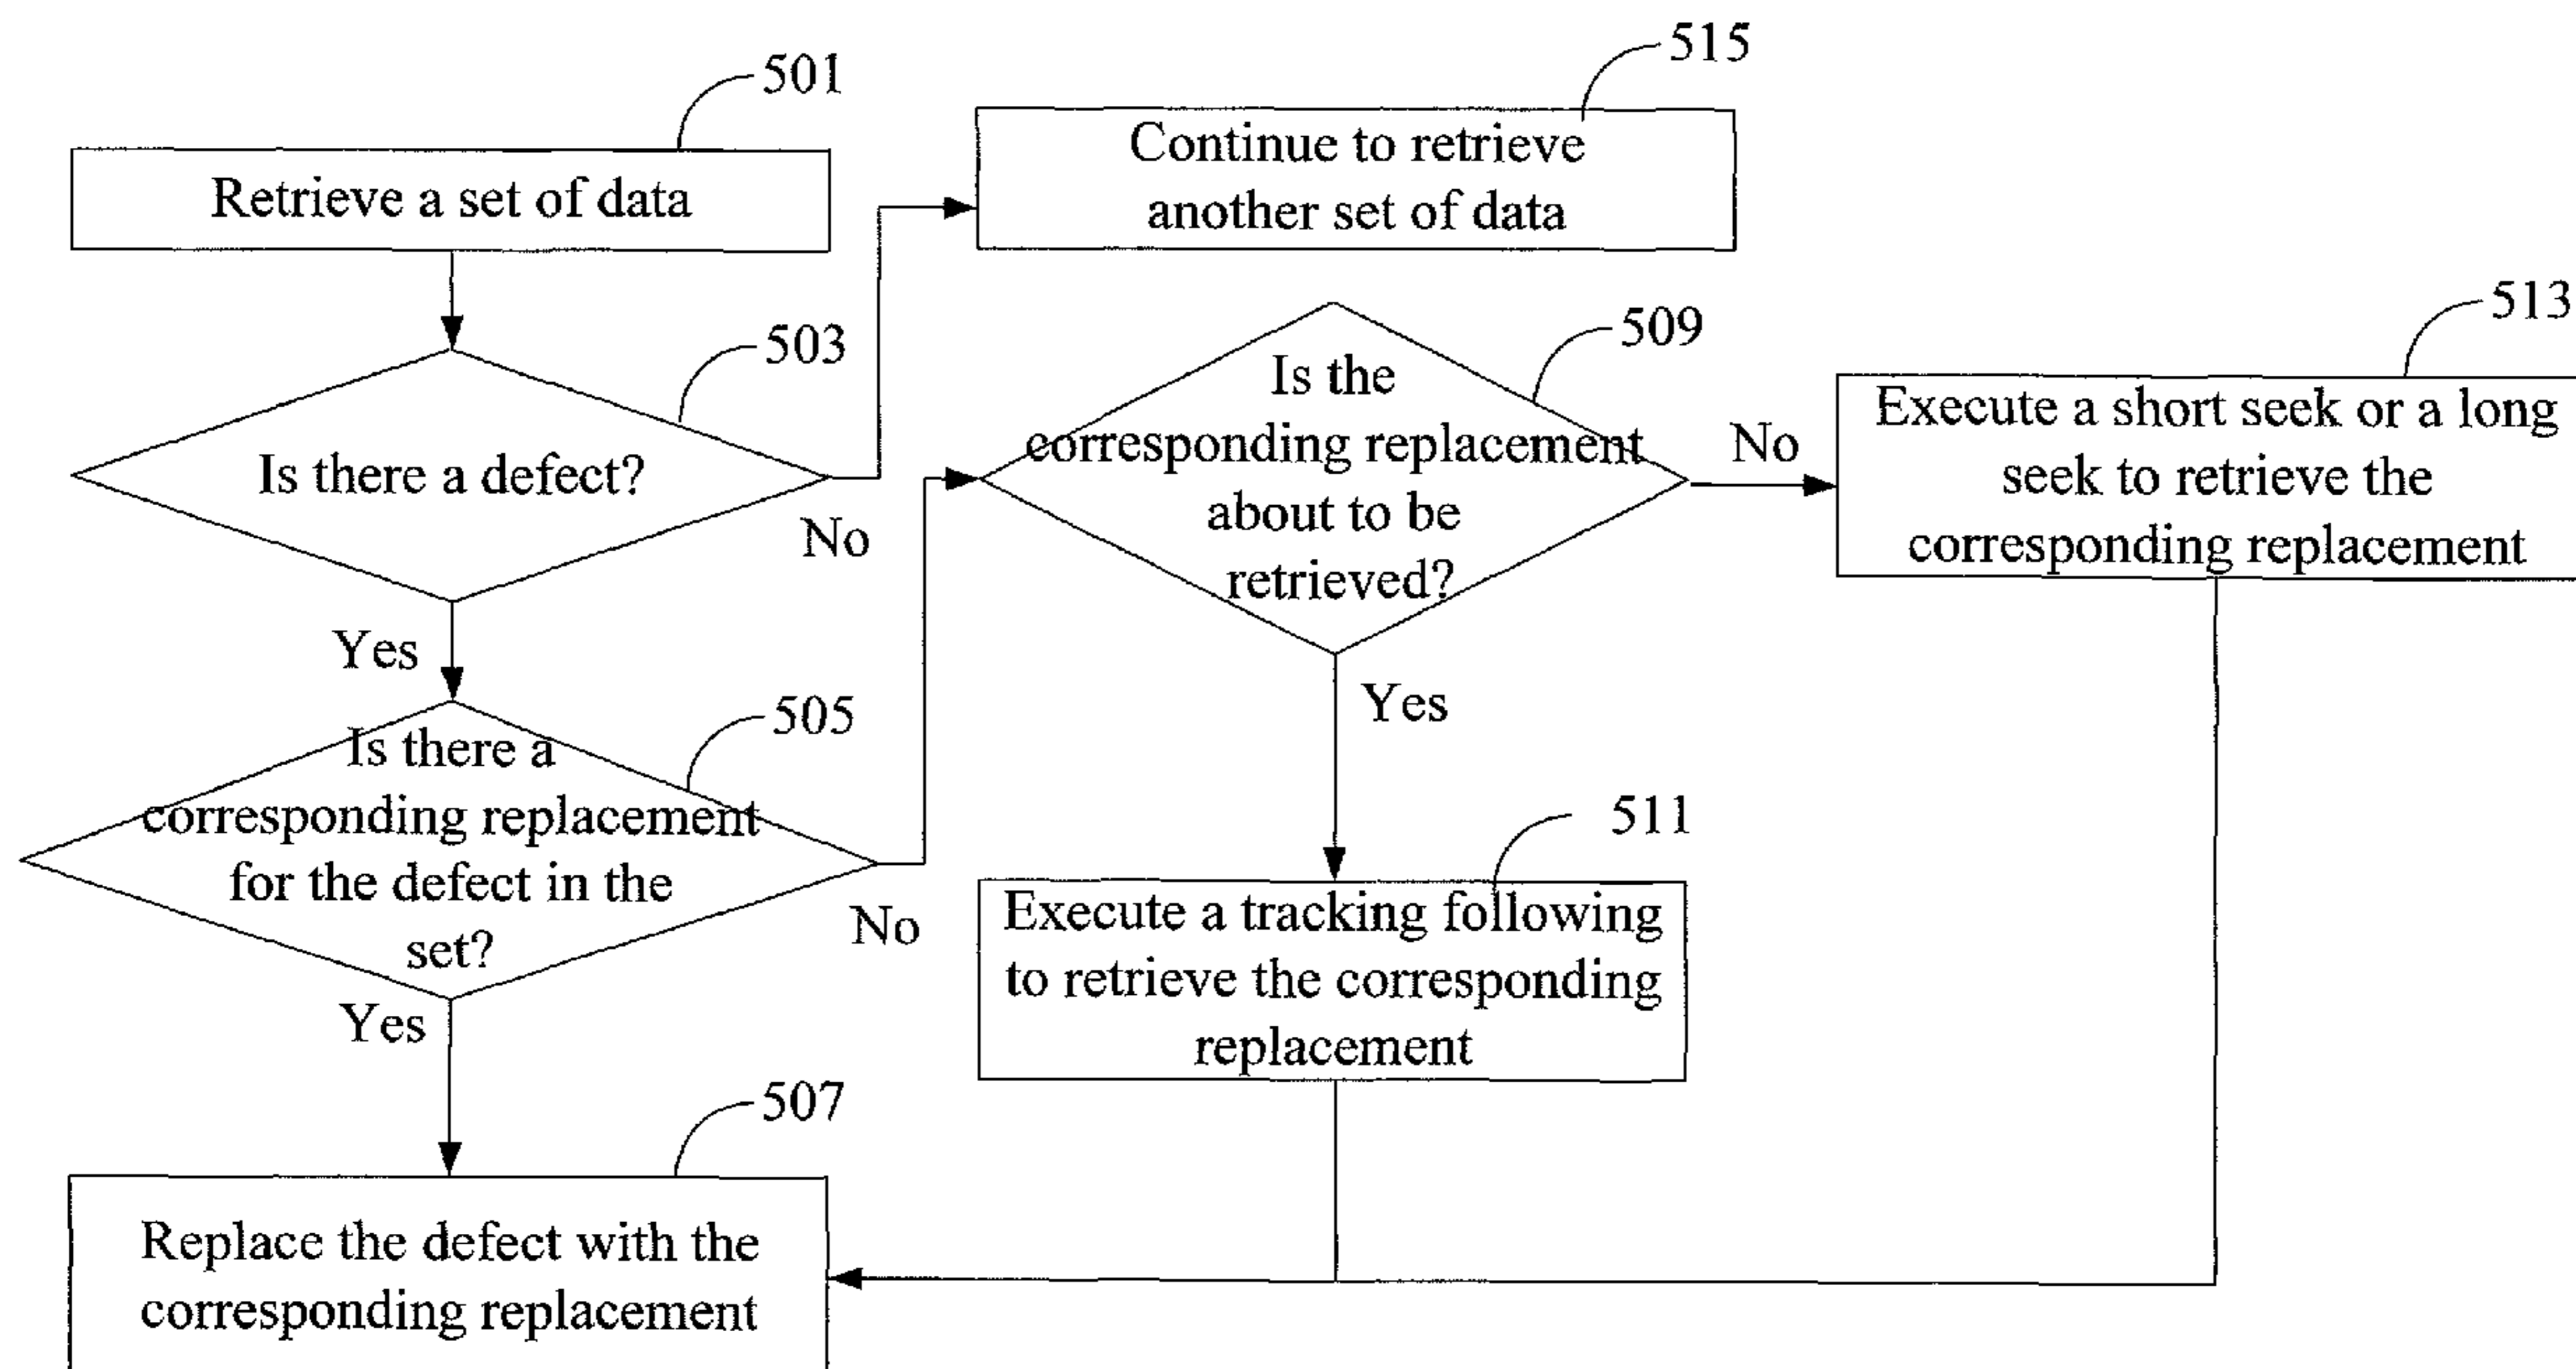 501
Retrieve a set of data
515
Continue to retrieve
another set of data
503
Is there a defect?
No
Yes
509
Is the
corresponding replacement
about to be
retrieved?
No
Yes
513
Execute a short seek or a long
seek to retrieve the
corresponding replacement
505
Is there a
corresponding replacement
for the defect in the
set?
No
Yes
511
Execute a tracking following
to retrieve the corresponding
replacement
507
Replace the defect with the
corresponding replacement